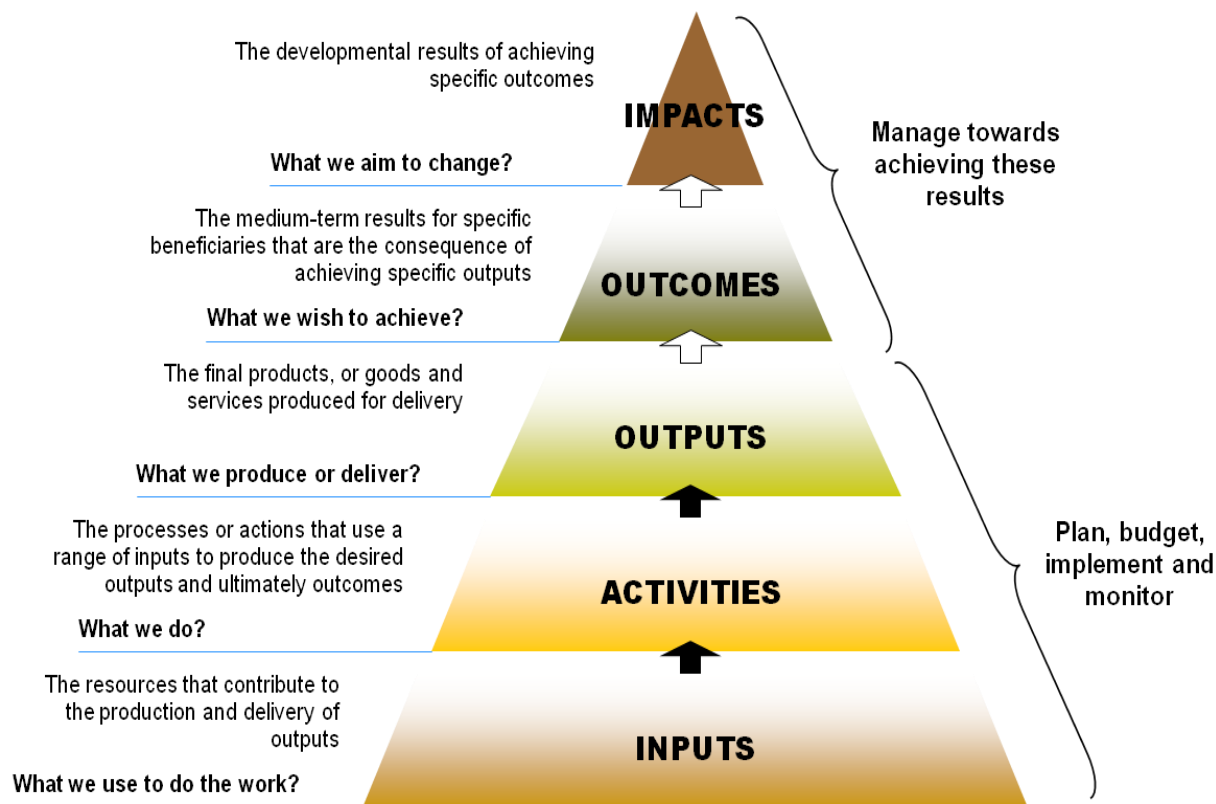 The developmental results of achieving
specific outcomes
IMPACTS
What we aim to change?
Manage towards
achieving these
results
The medium-term results for specific
beneficiaries that are the consequence of
achieving specific outputs
OUTCOMES
What we wish to achieve?
The final products, or goods and
services produced for delivery
OUTPUTS
What we produce or deliver?
The processes or actions that use a
range of inputs to produce the desired
outputs and ultimately outcomes
ACTIVITIES
Plan, budget,
implement and
monitor
What we do?
The resources that contribute to
the production and delivery of
outputs
INPUTS
What we use to do the work?